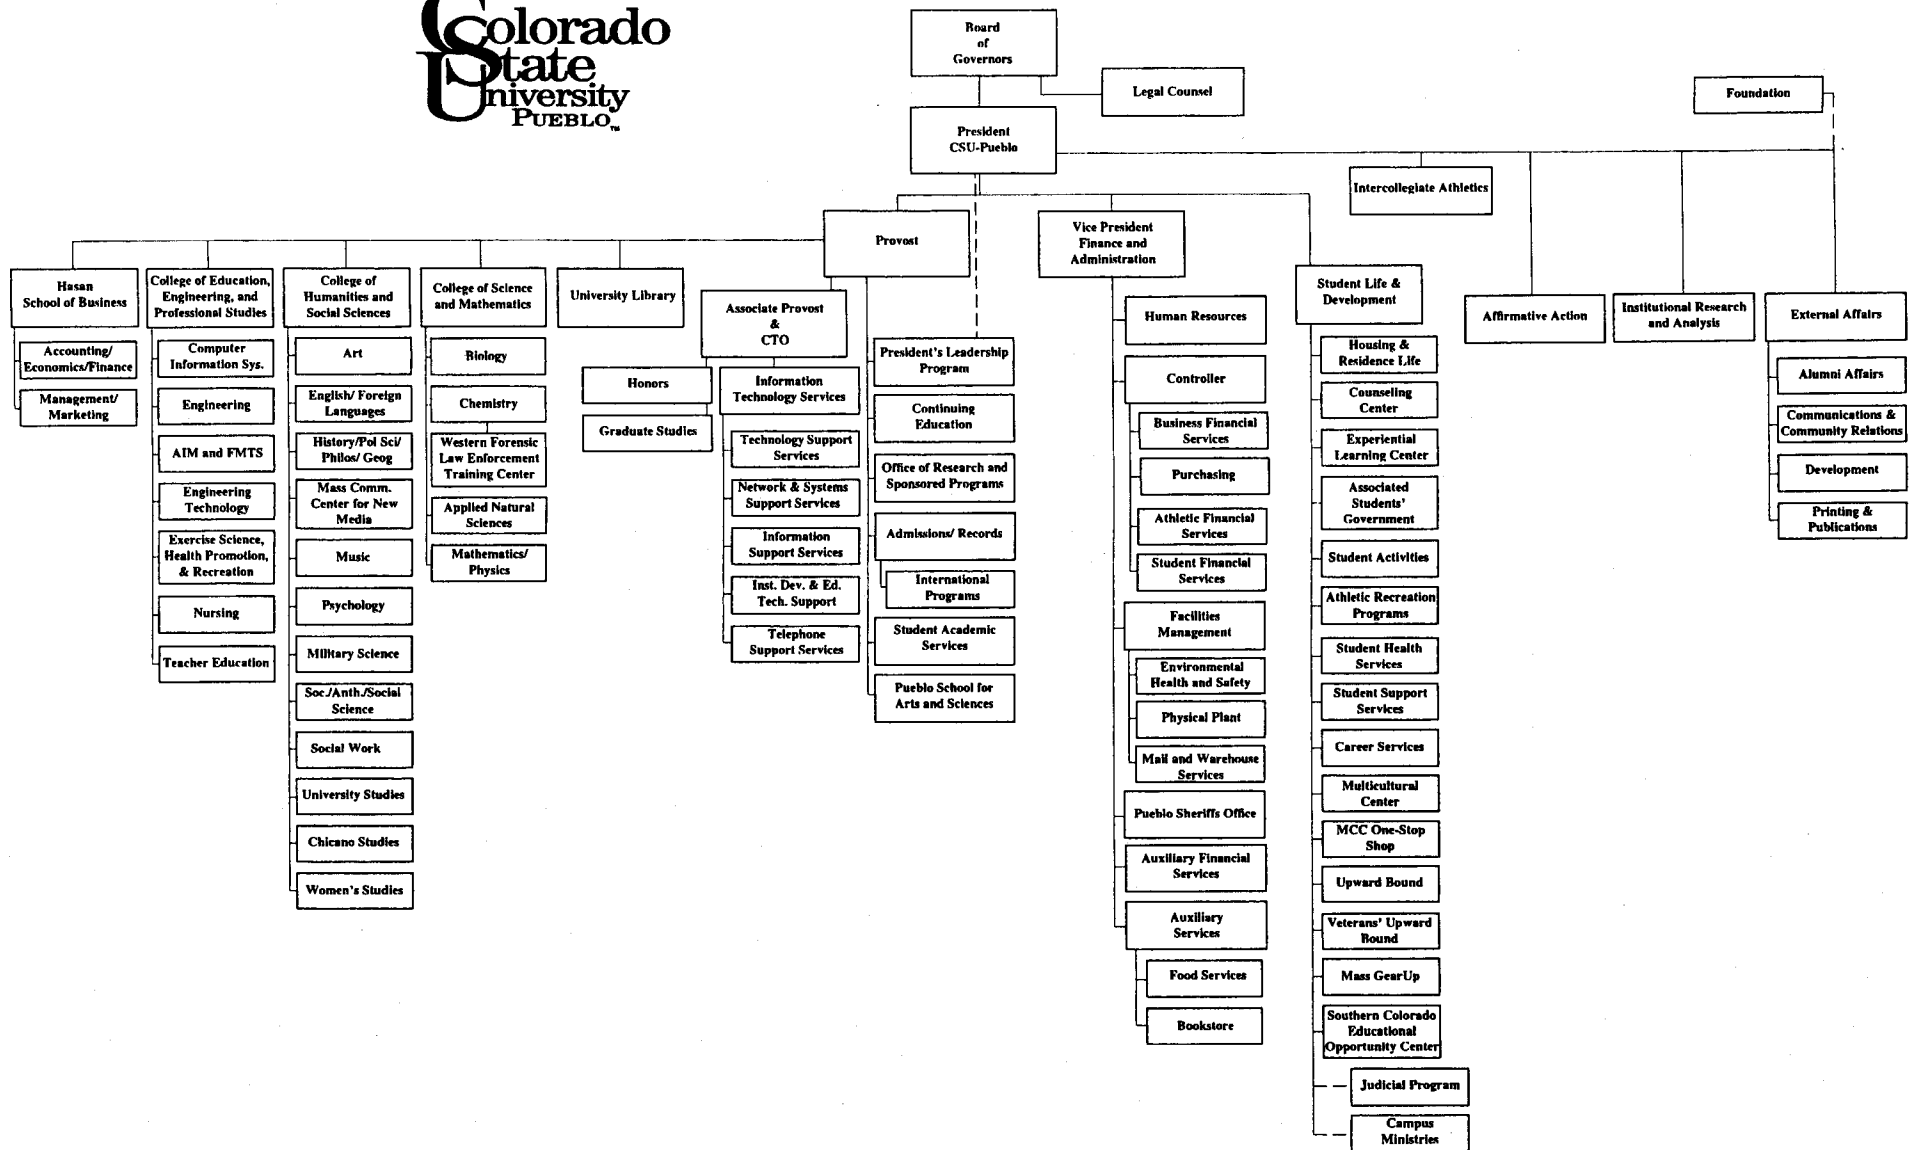 Colorado
State
University
PUEBLO™
Board
of
Governors
Legal Counsel
Foundation
President
CSU-Pueblo
Intercollegiate Athletics
Provost
Vice President
Finance and
Administration
Student Life &
Development
Affirmative Action
Institutional Research
and Analysis
External Affairs
Hasan
School of Business
College of Education,
Engineering, and
Professional Studies
College of
Humanities and
Social Sciences
College of Science
and Mathematics
University Library
Associate Provost
&
CTO
Accounting/
Economics/Finance
Management/
Marketing
Computer
Information Sys.
Engineering
AIM and FMTS
Engineering
Technology
Exercise Science,
Health Promotion,
& Recreation
Nursing
Teacher Education
Art
English/ Foreign
Languages
History/Pol Sci/
Philos/ Geog
Mass Comm.
Center for New
Media
Music
Psychology
Military Science
Soc./Anth./Social
Science
Social Work
University Studies
Chicano Studies
Women's Studies
Biology
Chemistry
Western Forensic
Law Enforcement
Training Center
Applied Natural
Sciences
Mathematics/
Physics
Honors
Graduate Studies
Information
Technology Services
Technology Support
Services
Network & Systems
Support Services
Information
Support Services
Inst. Dev. & Ed.
Tech. Support
Telephone
Support Services
President's Leadership
Program
Continuing
Education
Office of Research and
Sponsored Programs
Admissions/ Records
International
Programs
Student Academic
Services
Pueblo School for
Arts and Sciences
Human Resources
Controller
Business Financial
Services
Purchasing
Athletic Financial
Services
Student Financial
Services
Facilities
Management
Environmental
Health and Safety
Physical Plant
Mail and Warehouse
Services
Pueblo Sheriffs Office
Auxiliary Financial
Services
Auxiliary
Services
Food Services
Bookstore
Housing &
Residence Life
Counseling
Center
Experiential
Learning Center
Associated
Students'
Government
Student Activities
Athletic Recreation
Programs
Student Health
Services
Student Support
Services
Career Services
Multicultural
Center
MCC One-Stop
Shop
Upward Bound
Veterans' Upward
Bound
Mass GearUp
Southern Colorado
Educational
Opportunity Center
Judicial Program
Campus
Ministries
Alumni Affairs
Communications &
Community Relations
Development
Printing &
Publications